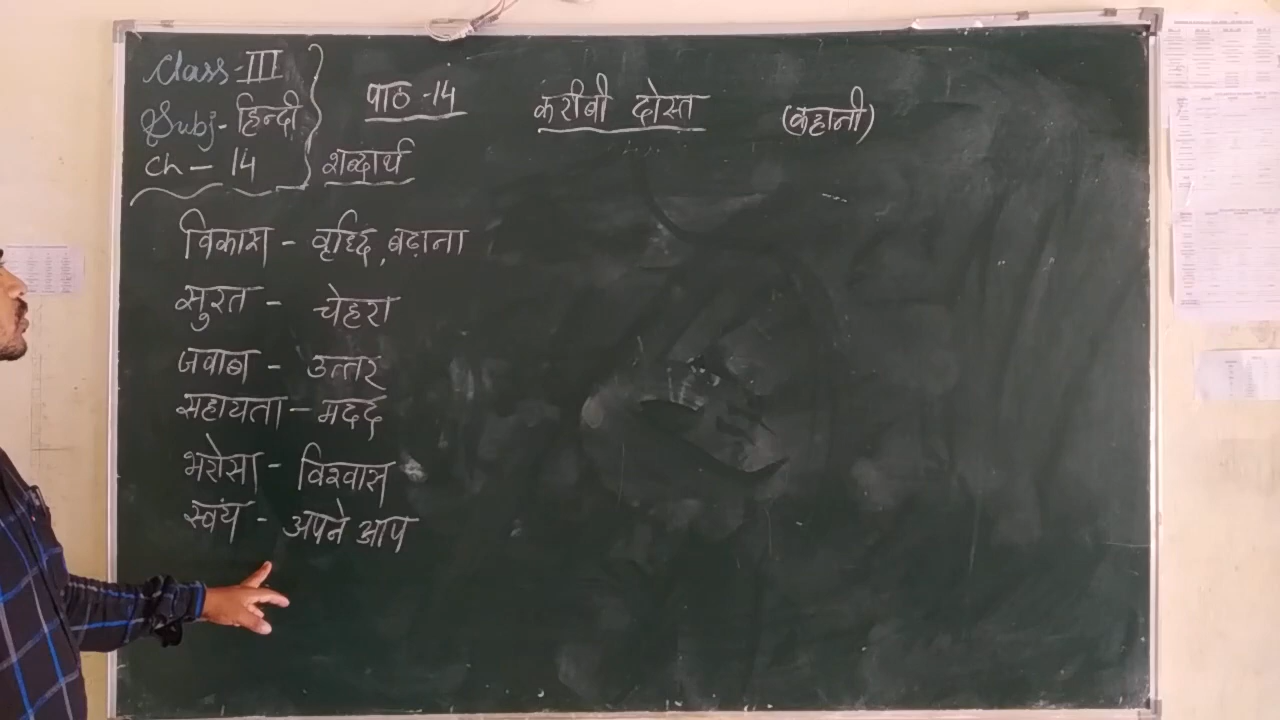 Class - III
Subj - हिन्दी
Ch - 14
पाठ -14 करीबी दोस्त (कहानी)
शब्दार्थ
विकास - वृध्दि, बढ़ाना
सुरत - चेहरा
जवाब - उत्तर
सहायता - मदद
भरोसा - विश्वास
स्वंय - अपने आप